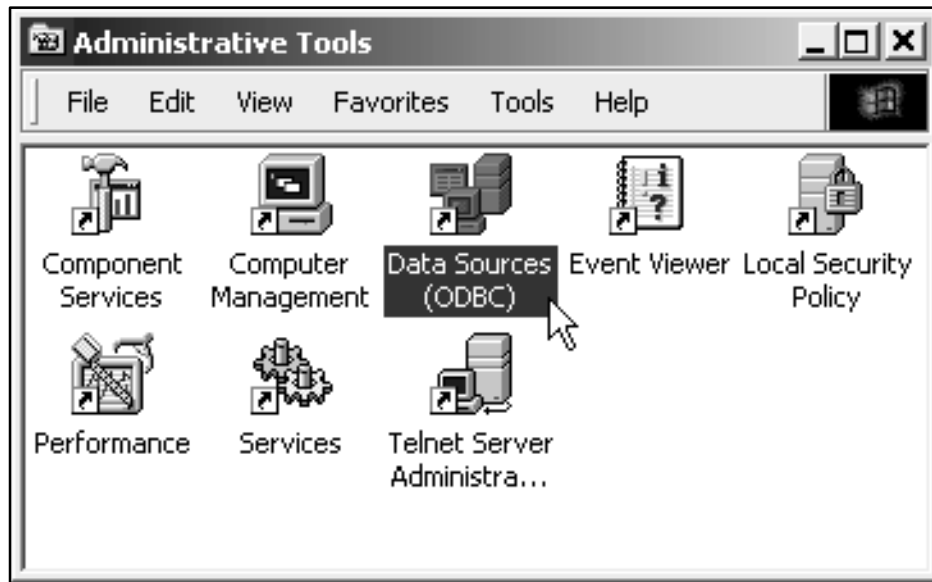 Administrative Tools
File Edit View Favorites Tools Help
Component Services
Computer Management
Data Sources (ODBC)
Event Viewer
Local Security Policy
Performance
Services
Telnet Server Administra...